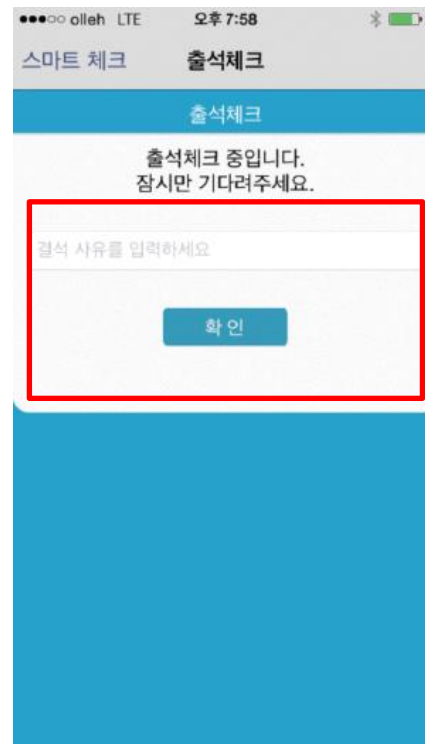 olleh LTE 오후 7:58
스마트 체크 출석체크
출석체크
출석체크 중입니다.
잠시만 기다려주세요.
결석 사유를 입력하세요
확인